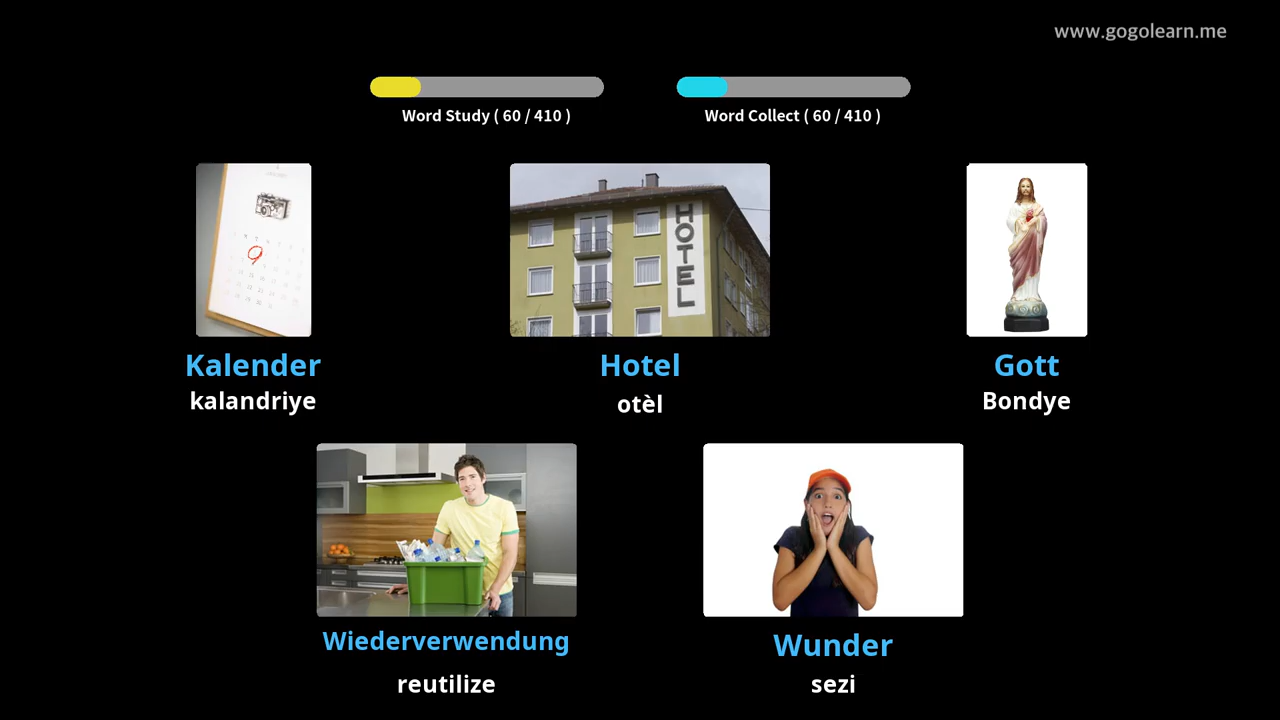 www.gogolearn.me
Word Study ( 60 / 410 )
Word Collect ( 60 / 410 )
HOTEL
Kalender
Hotel
Gott
kalandriye
otèl
Bondye
Wiederverwendung
Wunder
reutilize
sezi